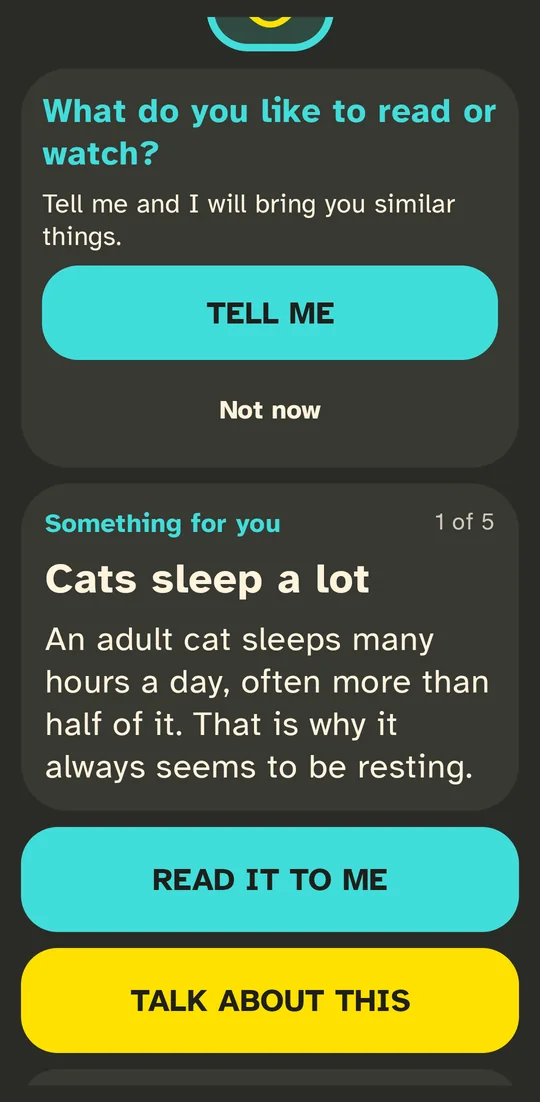 What do you like to read or
watch?
Tell me and I will bring you similar
things.
TELL ME
Not now
Something for you
1 of 5
Cats sleep a lot
An adult cat sleeps many
hours a day, often more than
half of it. That is why it
always seems to be resting.
READ IT TO ME
TALK ABOUT THIS